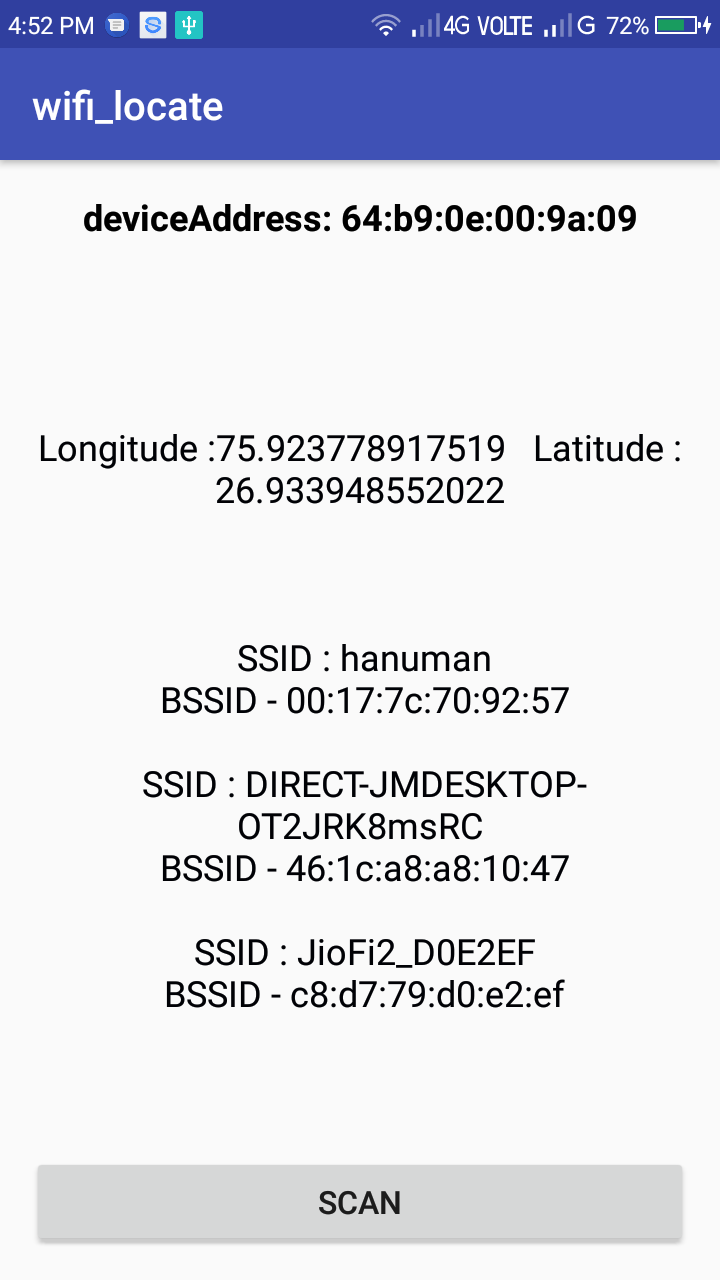 4:52 PM 4G VOLTE G 72%
wifi_locate
deviceAddress: 64:b9:0e:00:9a:09
Longitude :75.923778917519 Latitude :
26.933948552022
SSID : hanuman
BSSID - 00:17:7c:70:92:57
SSID : DIRECT-JMDESKTOP-
OT2JRK8msRC
BSSID - 46:1c:a8:a8:10:47
SSID : JioFi2_D0E2EF
BSSID - c8:d7:79:d0:e2:ef
SCAN